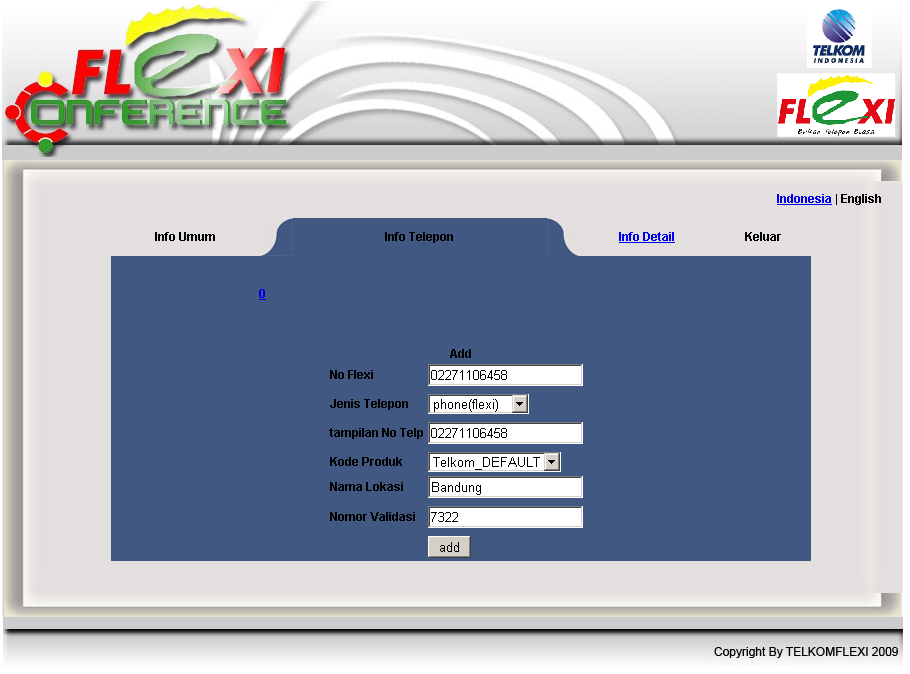 FLEXI
CONFERENCE
TELKOM
INDONESIA
FLEXI
Bukan Telepon Biasa
Indonesia | English
Info Umum Info Telepon Info Detail Keluar
0
Add
No Flexi 02271106458
Jenis Telepon phone(flexi)
tampilan No Telp 02271106458
Kode Produk Telkom_DEFAULT
Nama Lokasi Bandung
Nomor Validasi 7322
add
Copyright By TELKOMFLEXI 2009